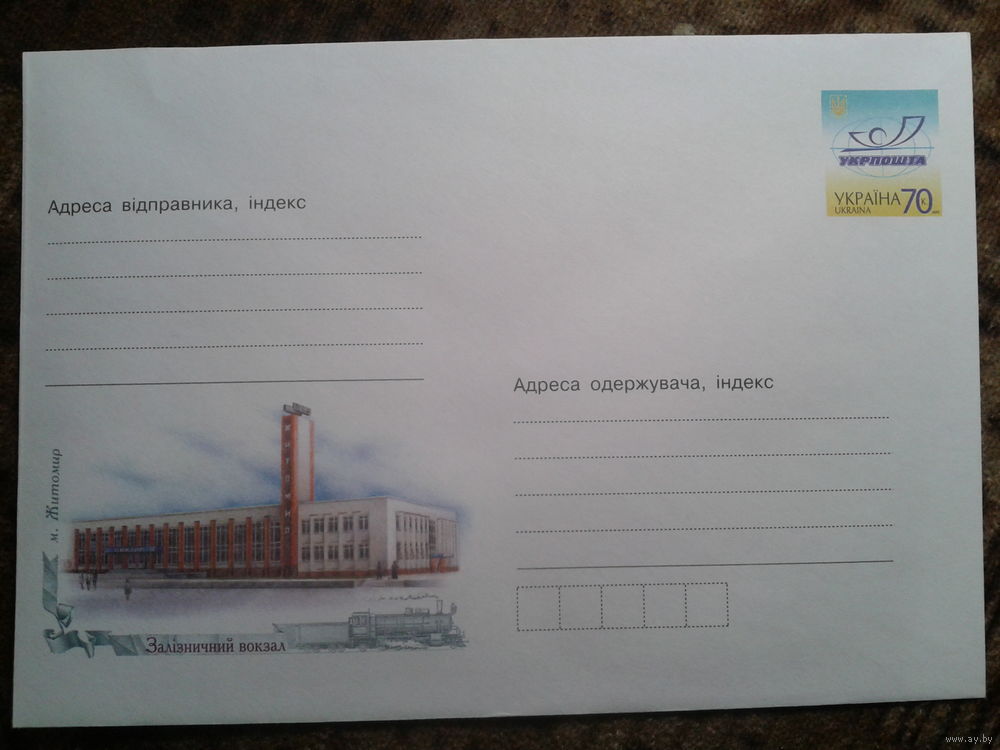 УКРПОШТА
УКРАЇНА 70 к.
UKRAINA
Адреса відправника, індекс
Адреса одержувача, індекс
ЖИТОМИР
м. Житомир
Залізничний вокзал
www.ay.by